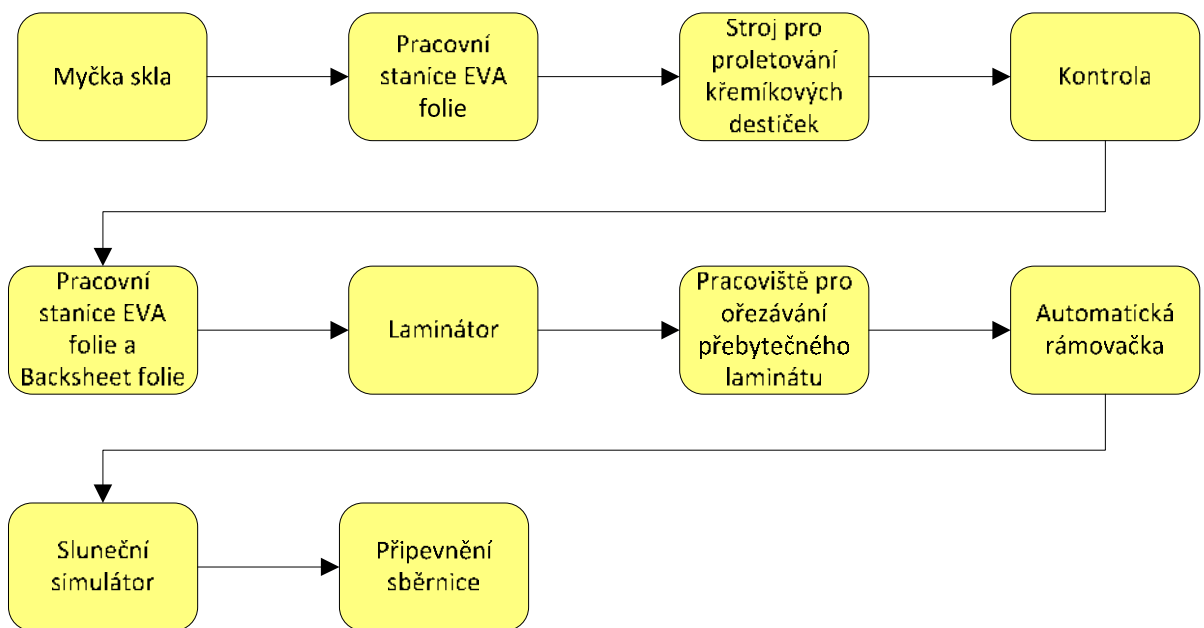 Myčka skla
Pracovní
stanice EVA
folie
Stroj pro
proletování
křemíkových
destíček
Kontrola
Pracovní
stanice EVA
folie a
Backsheet folie
Laminátor
Pracoviště pro
ořezávání
přebytečného
laminátu
Automatická
rámovačka
Sluneční
simulátor
Připevnění
sběrnice